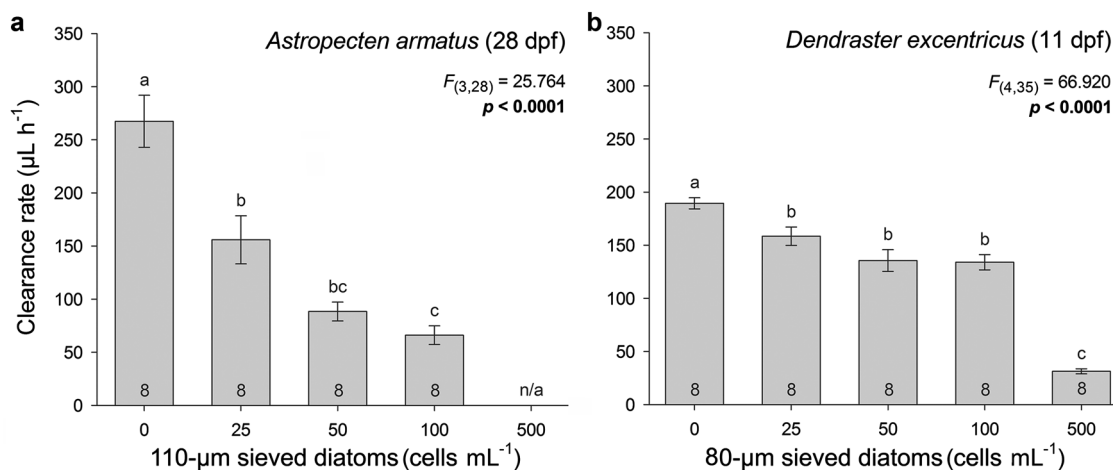 a
Astropecten armatus (28 dpf)
F(3,28) = 25.764
p < 0.0001
Clearance rate (µL h⁻¹)
350
300
250
200
150
100
50
0
a
b
bc
c
8
8
8
8
n/a
0
25
50
100
500
110-µm sieved diatoms (cells mL⁻¹)
b
Dendraster excentricus (11 dpf)
F(4,35) = 66.920
p < 0.0001
350
300
250
200
150
100
50
0
a
b
b
b
c
8
8
8
8
8
0
25
50
100
500
80-µm sieved diatoms (cells mL⁻¹)